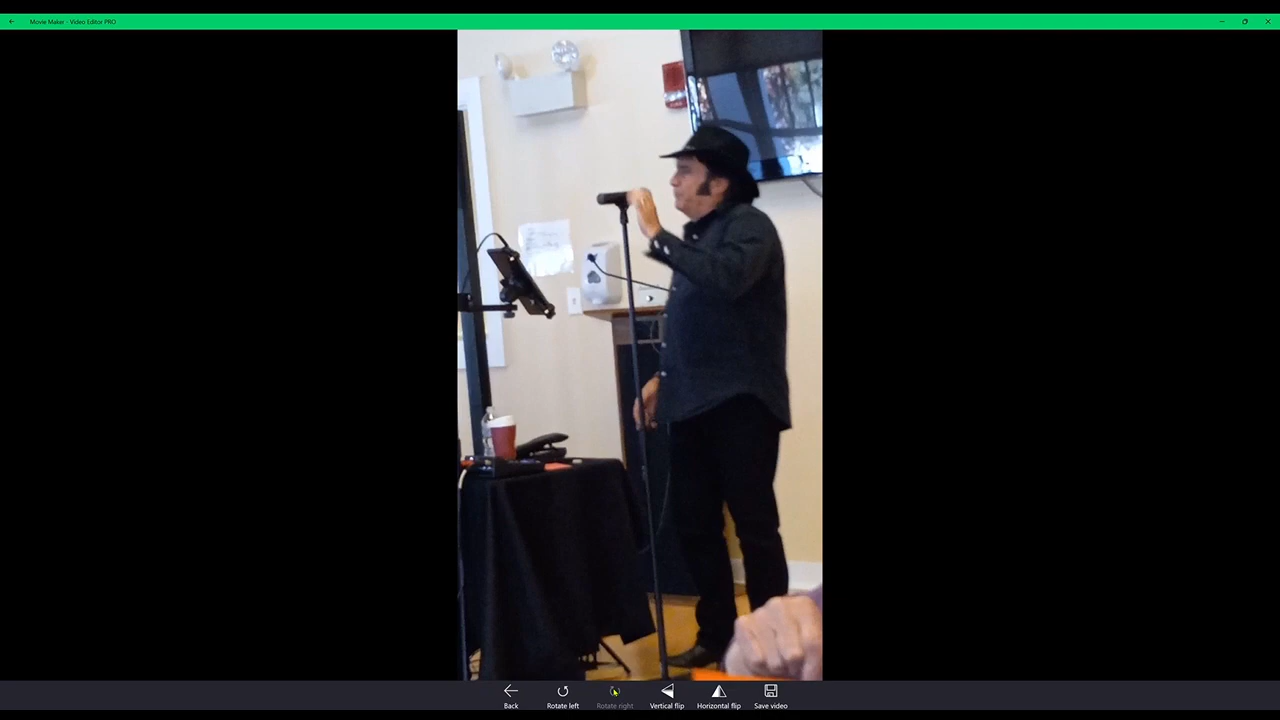 Movie Maker - Video Editor PRO
Back
Rotate left
Rotate right
Vertical flip
Horizontal flip
Save video